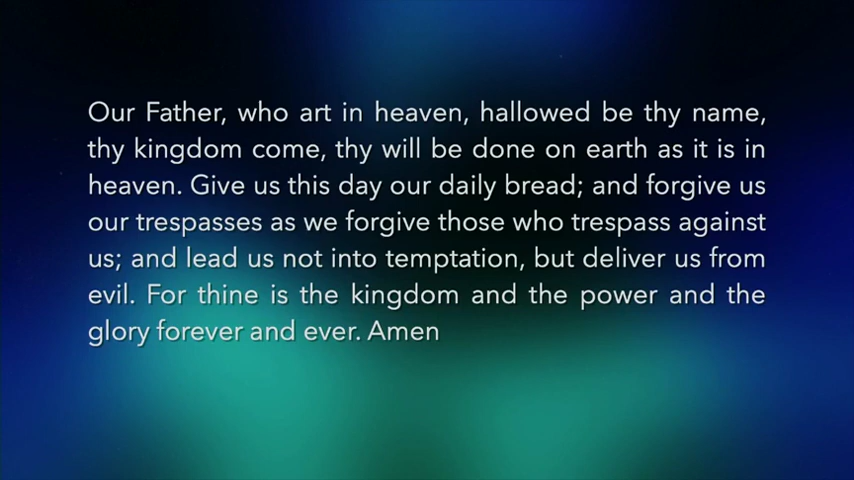 Our Father, who art in heaven, hallowed be thy name,
thy kingdom come, thy will be done on earth as it is in
heaven. Give us this day our daily bread; and forgive us
our trespasses as we forgive those who trespass against
us; and lead us not into temptation, but deliver us from
evil. For thine is the kingdom and the power and the
glory forever and ever. Amen